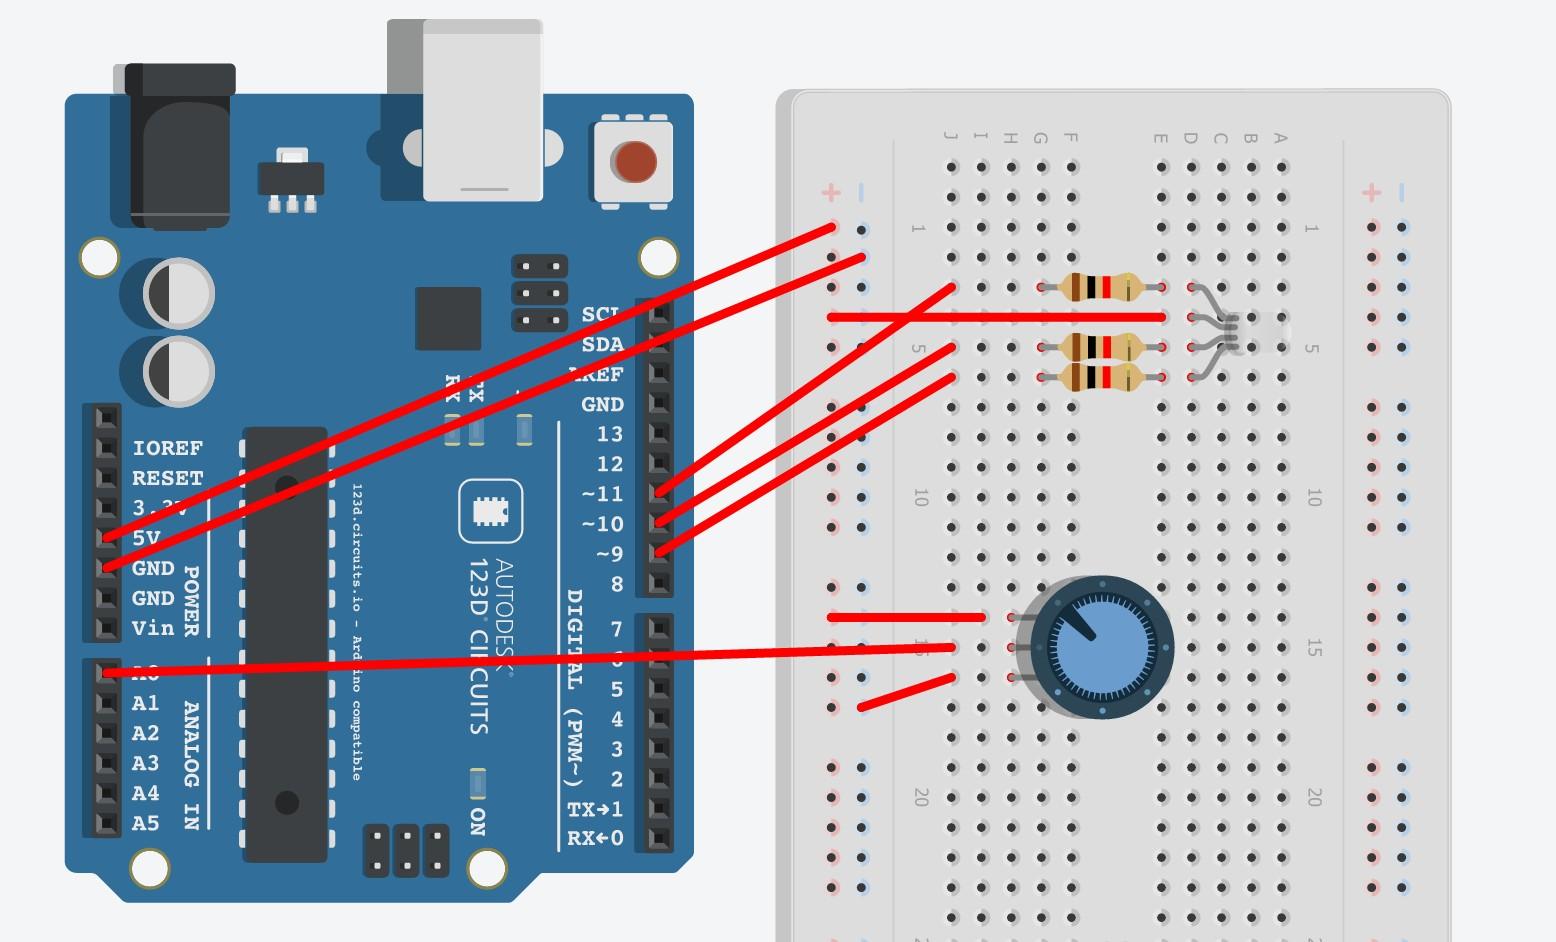 J I H G F E D C B A
+ −
+ −
1
1
5
5
10
10
15
15
20
20
IOREF
RESET
3.3V
5V
GND
GND
Vin
POWER
A0
A1
A2
A3
A4
A5
ANALOG IN
RX
TX
123d.circuits.io – Arduino compatible
AUTODESK®
123D® CIRCUITS
ON
SCL
SDA
AREF
GND
13
12
~11
~10
~9
8
DIGITAL (PWM~)
7
6
5
4
3
2
TX→1
RX←0